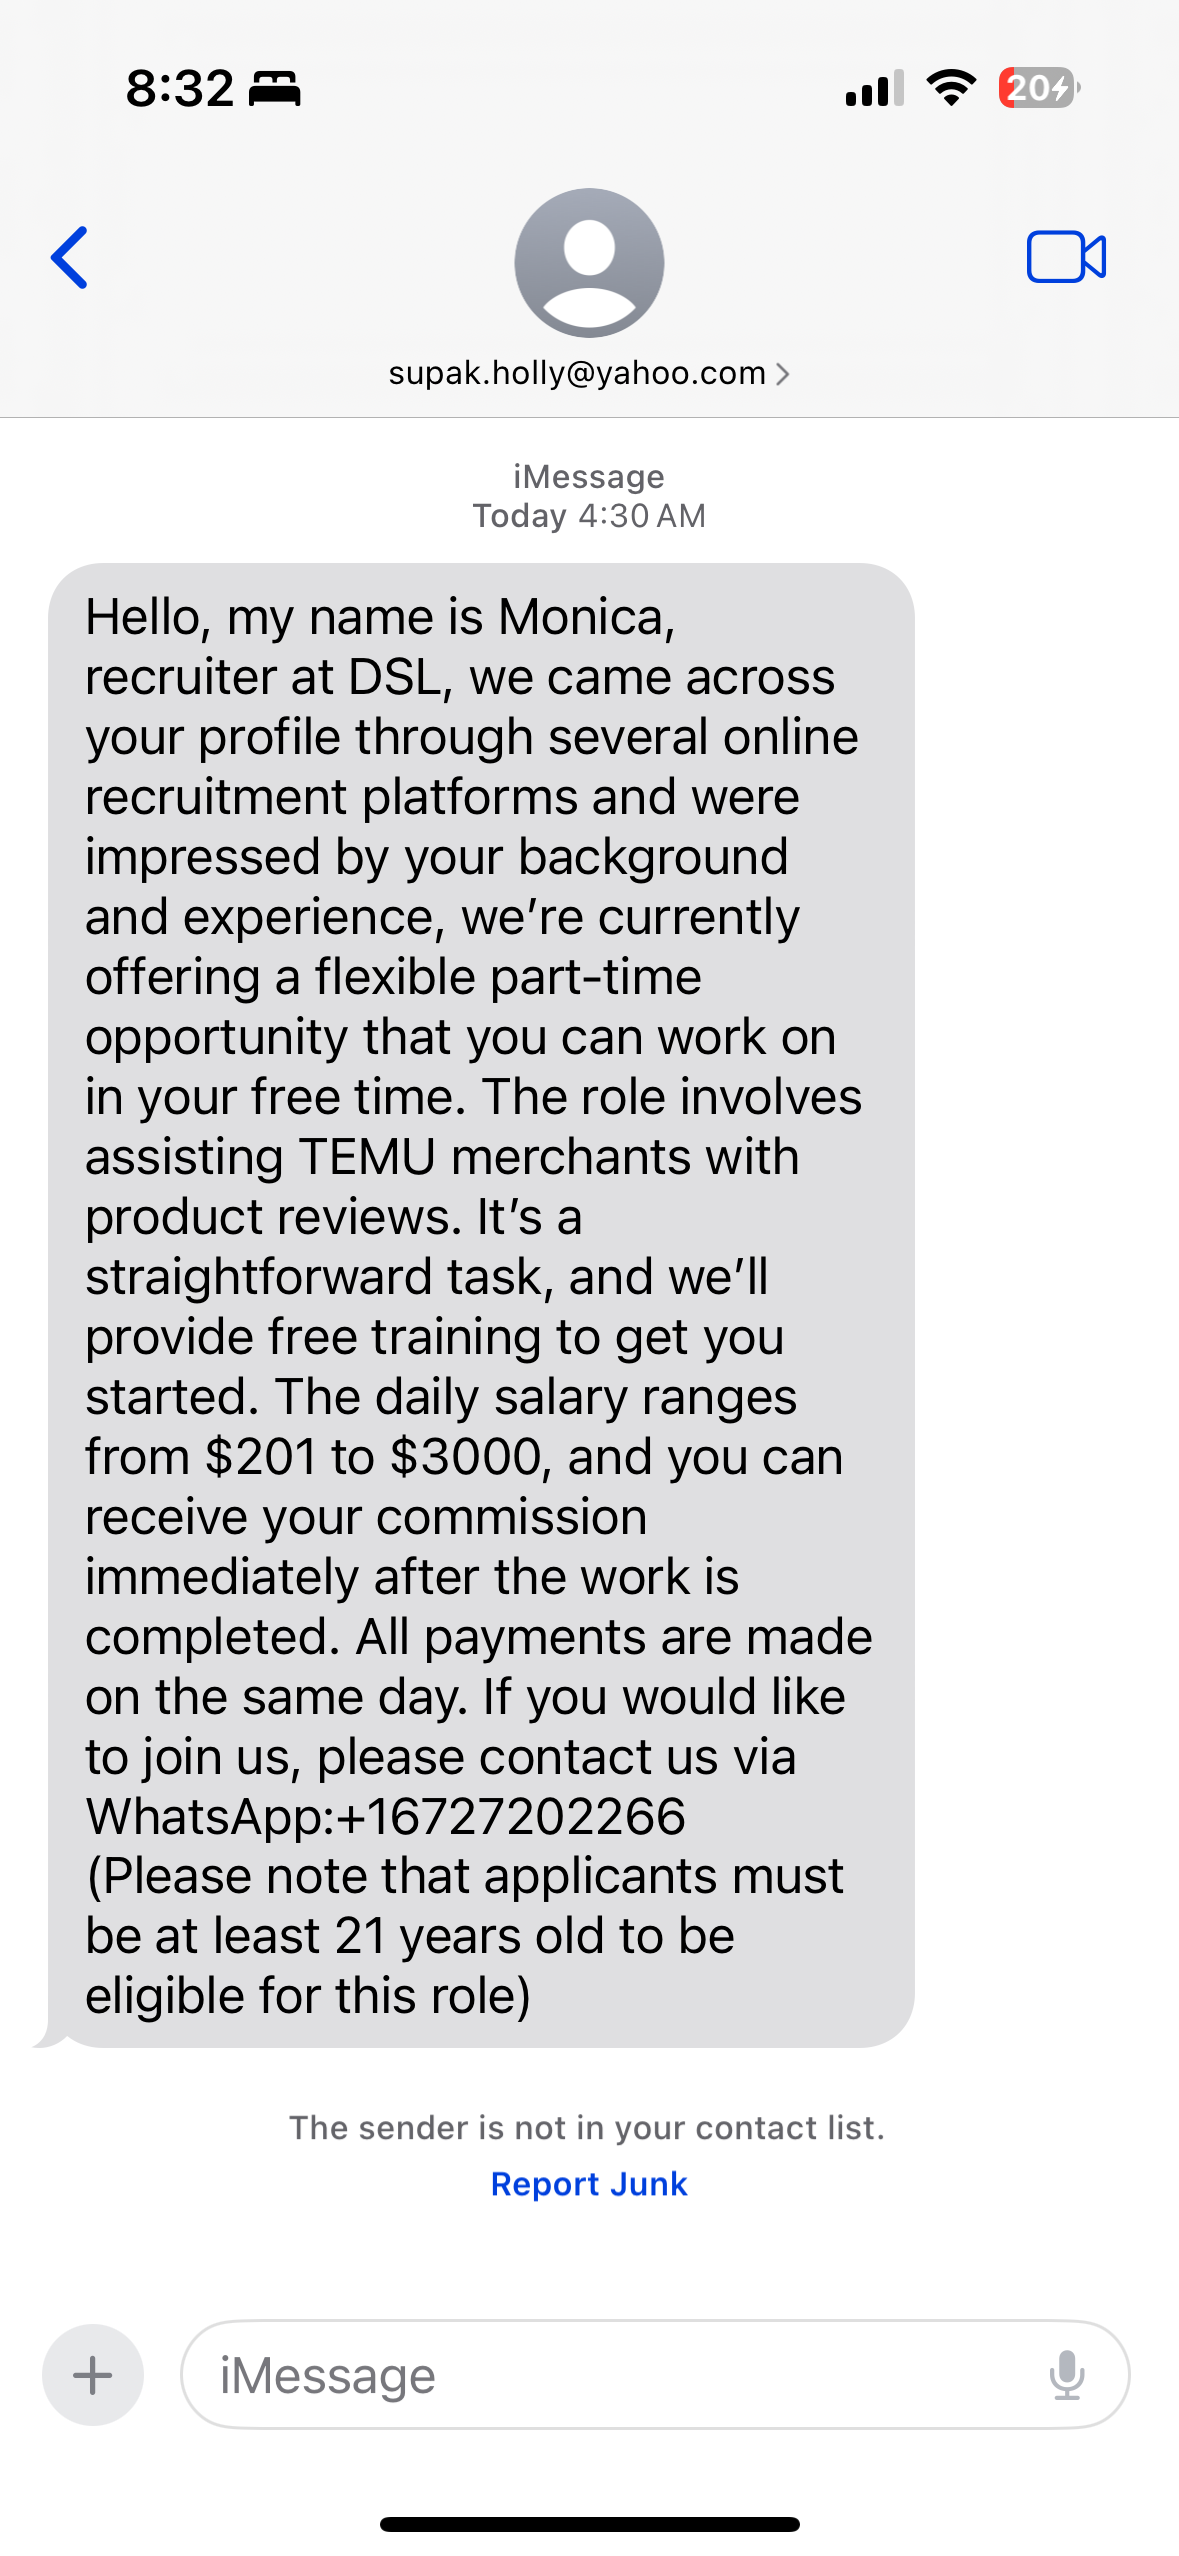 8:32
20
supak.holly@yahoo.com
iMessage
Today 4:30 AM
Hello, my name is Monica,
recruiter at DSL, we came across
your profile through several online
recruitment platforms and were
impressed by your background
and experience, we’re currently
offering a flexible part-time
opportunity that you can work on
in your free time. The role involves
assisting TEMU merchants with
product reviews. It’s a
straightforward task, and we’ll
provide free training to get you
started. The daily salary ranges
from $201 to $3000, and you can
receive your commission
immediately after the work is
completed. All payments are made
on the same day. If you would like
to join us, please contact us via
WhatsApp:+16727202266
(Please note that applicants must
be at least 21 years old to be
eligible for this role)
The sender is not in your contact list.
Report Junk
iMessage